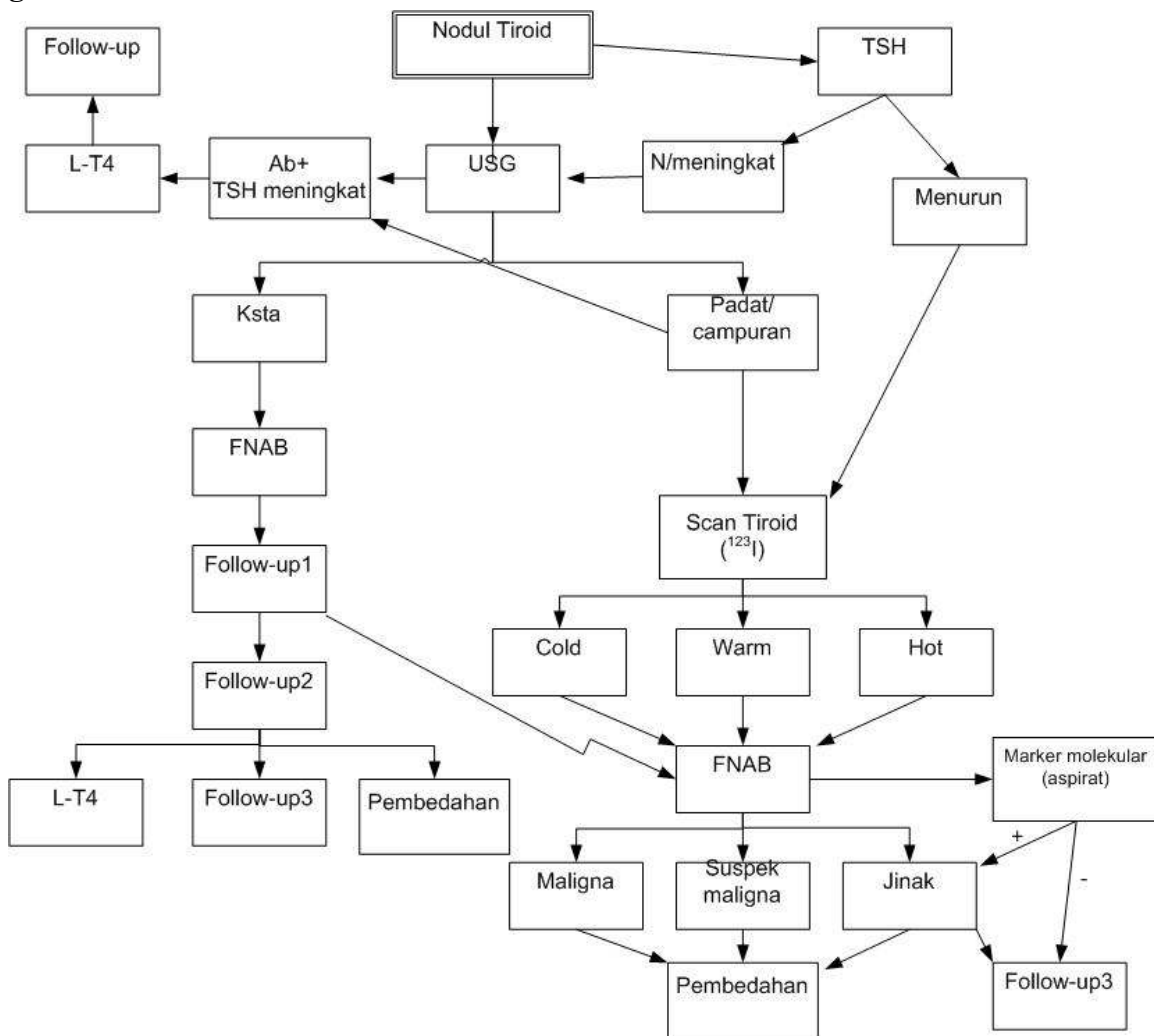 Nodul Tiroid
Follow-up
TSH
L-T4
Ab+
TSH meningkat
USG
N/meningkat
Menurun
Ksta
Padat/
campuran
FNAB
Scan Tiroid
(¹²³I)
Follow-up1
Cold
Warm
Hot
Follow-up2
FNAB
Marker molekular
(aspirat)
L-T4
Follow-up3
Pembedahan
+
-
Maligna
Suspek
maligna
Jinak
Pembedahan
Follow-up3